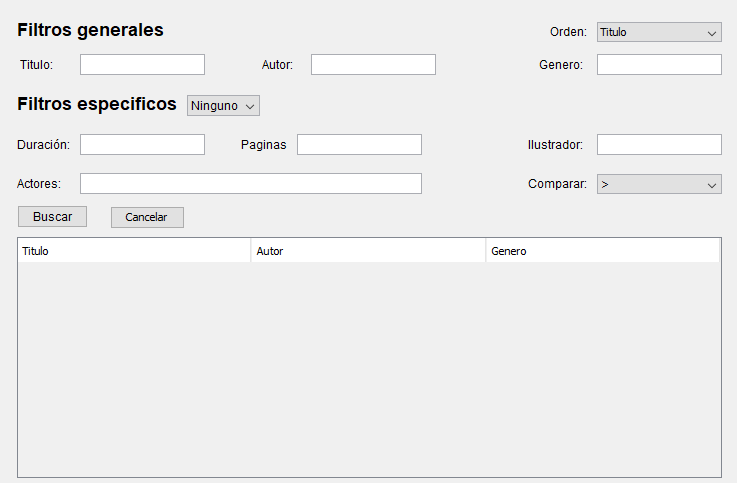 Filtros generales Orden: Titulo
Titulo: Autor: Genero:
Filtros especificos Ninguno
Duración: Paginas Ilustrador:
Actores: Comparar: >
Buscar Cancelar
Titulo Autor Genero